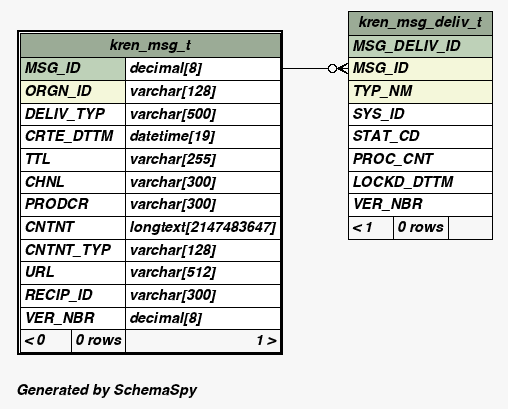 kren_msg_t
MSG_ID decimal[8]
ORGN_ID varchar[128]
DELIV_TYP varchar[500]
CRTE_DTTM datetime[19]
TTL varchar[255]
CHNL varchar[300]
PRODCR varchar[300]
CNTNT longtext[2147483647]
CNTNT_TYP varchar[128]
URL varchar[512]
RECIP_ID varchar[300]
VER_NBR decimal[8]
< 0 0 rows 1 >
kren_msg_deliv_t
MSG_DELIV_ID
MSG_ID
TYP_NM
SYS_ID
STAT_CD
PROC_CNT
LOCKD_DTTM
VER_NBR
< 1 0 rows
Generated by SchemaSpy